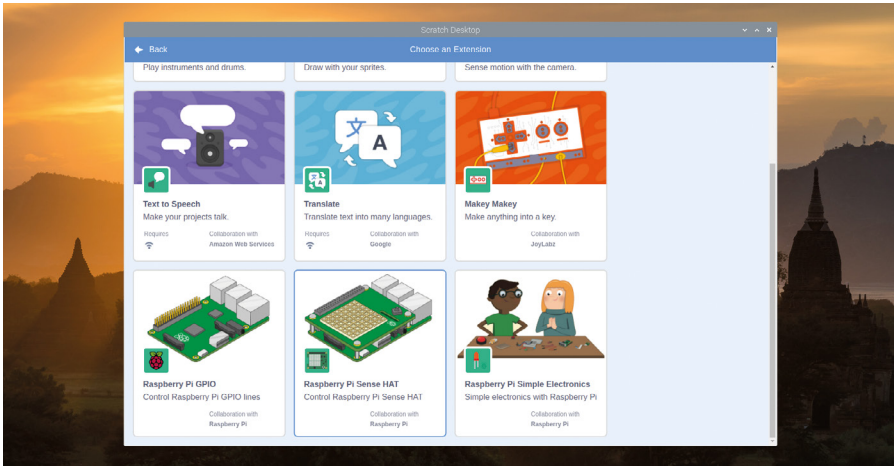 Scratch Desktop
Back
Choose an Extension
Play instruments and drums.
Draw with your sprites.
Sense motion with the camera.
文
A
Text to Speech
Make your projects talk.
Requires
Collaboration with
Amazon Web Services
Translate
Translate text into many languages.
Requires
Collaboration with
Google
Makey Makey
Make anything into a key.
Collaboration with
JoyLabz
Raspberry Pi GPIO
Control Raspberry Pi GPIO lines
Collaboration with
Raspberry Pi
Raspberry Pi Sense HAT
Control Raspberry Pi Sense HAT
Collaboration with
Raspberry Pi
Raspberry Pi Simple Electronics
Simple electronics with Raspberry Pi
Collaboration with
Raspberry Pi